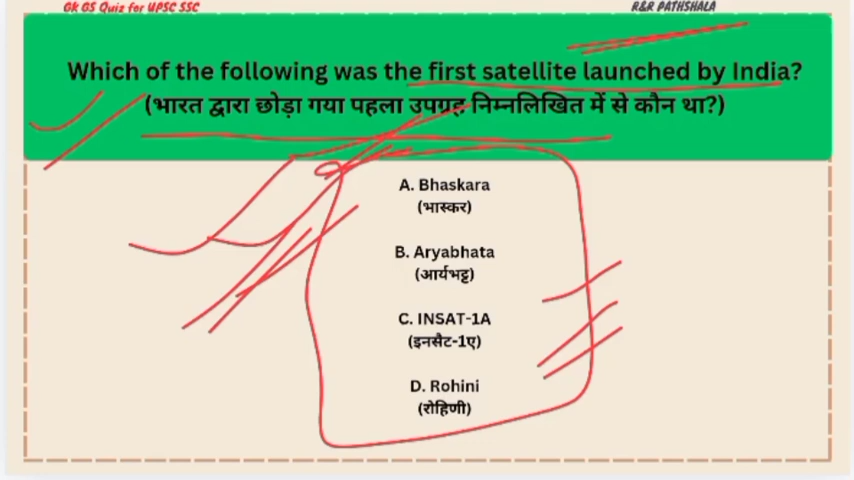 GK GS Quiz for UPSC SSC
R&R PATHSHALA
Which of the following was the first satellite launched by India?
(भारत द्वारा छोड़ा गया पहला उपग्रह निम्नलिखित में से कौन था?)
A. Bhaskara
(भास्कर)
B. Aryabhata
(आर्यभट्ट)
C. INSAT-1A
(इनसैट-1ए)
D. Rohini
(रोहिणी)